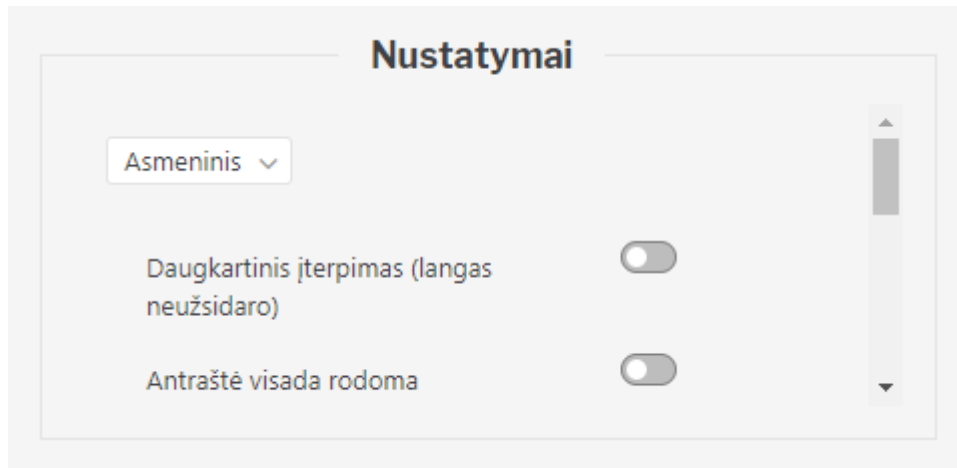 Nustatymai
Asmeninis
Daugkartinis įterpimas (langas
neužsidaro)
Antraštė visada rodoma